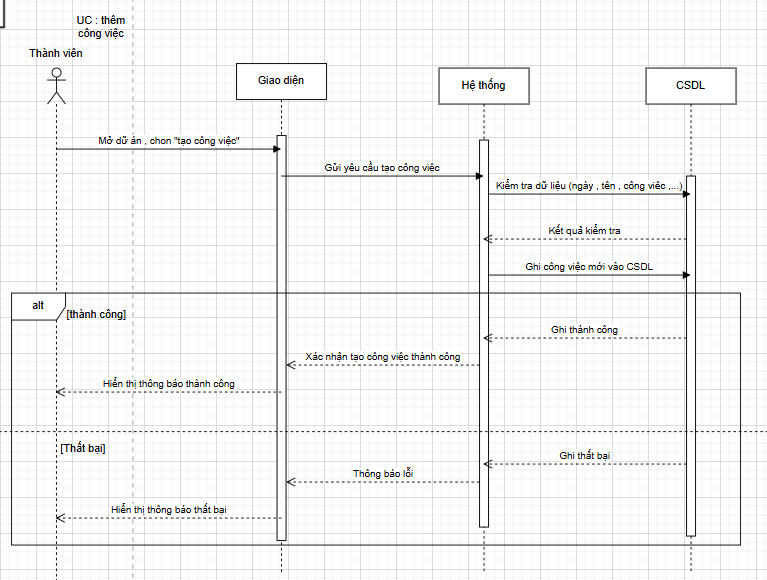 UC : thêm
công việc
Thành viên
Giao diện
Hệ thống
CSDL
Mở dữ án , chon "tạo công việc"
Gửi yêu cầu tạo công việc
Kiểm tra dữ liệu (ngày , tên , công viêc ,...)
Kết quả kiểm tra
Ghi công việc mới vào CSDL
alt
[thành công]
Ghi thành công
Xác nhận tạo công việc thành công
Hiển thị thông báo thành công
[Thất bại]
Ghi thất bại
Thông báo lỗi
Hiển thị thông báo thất bại